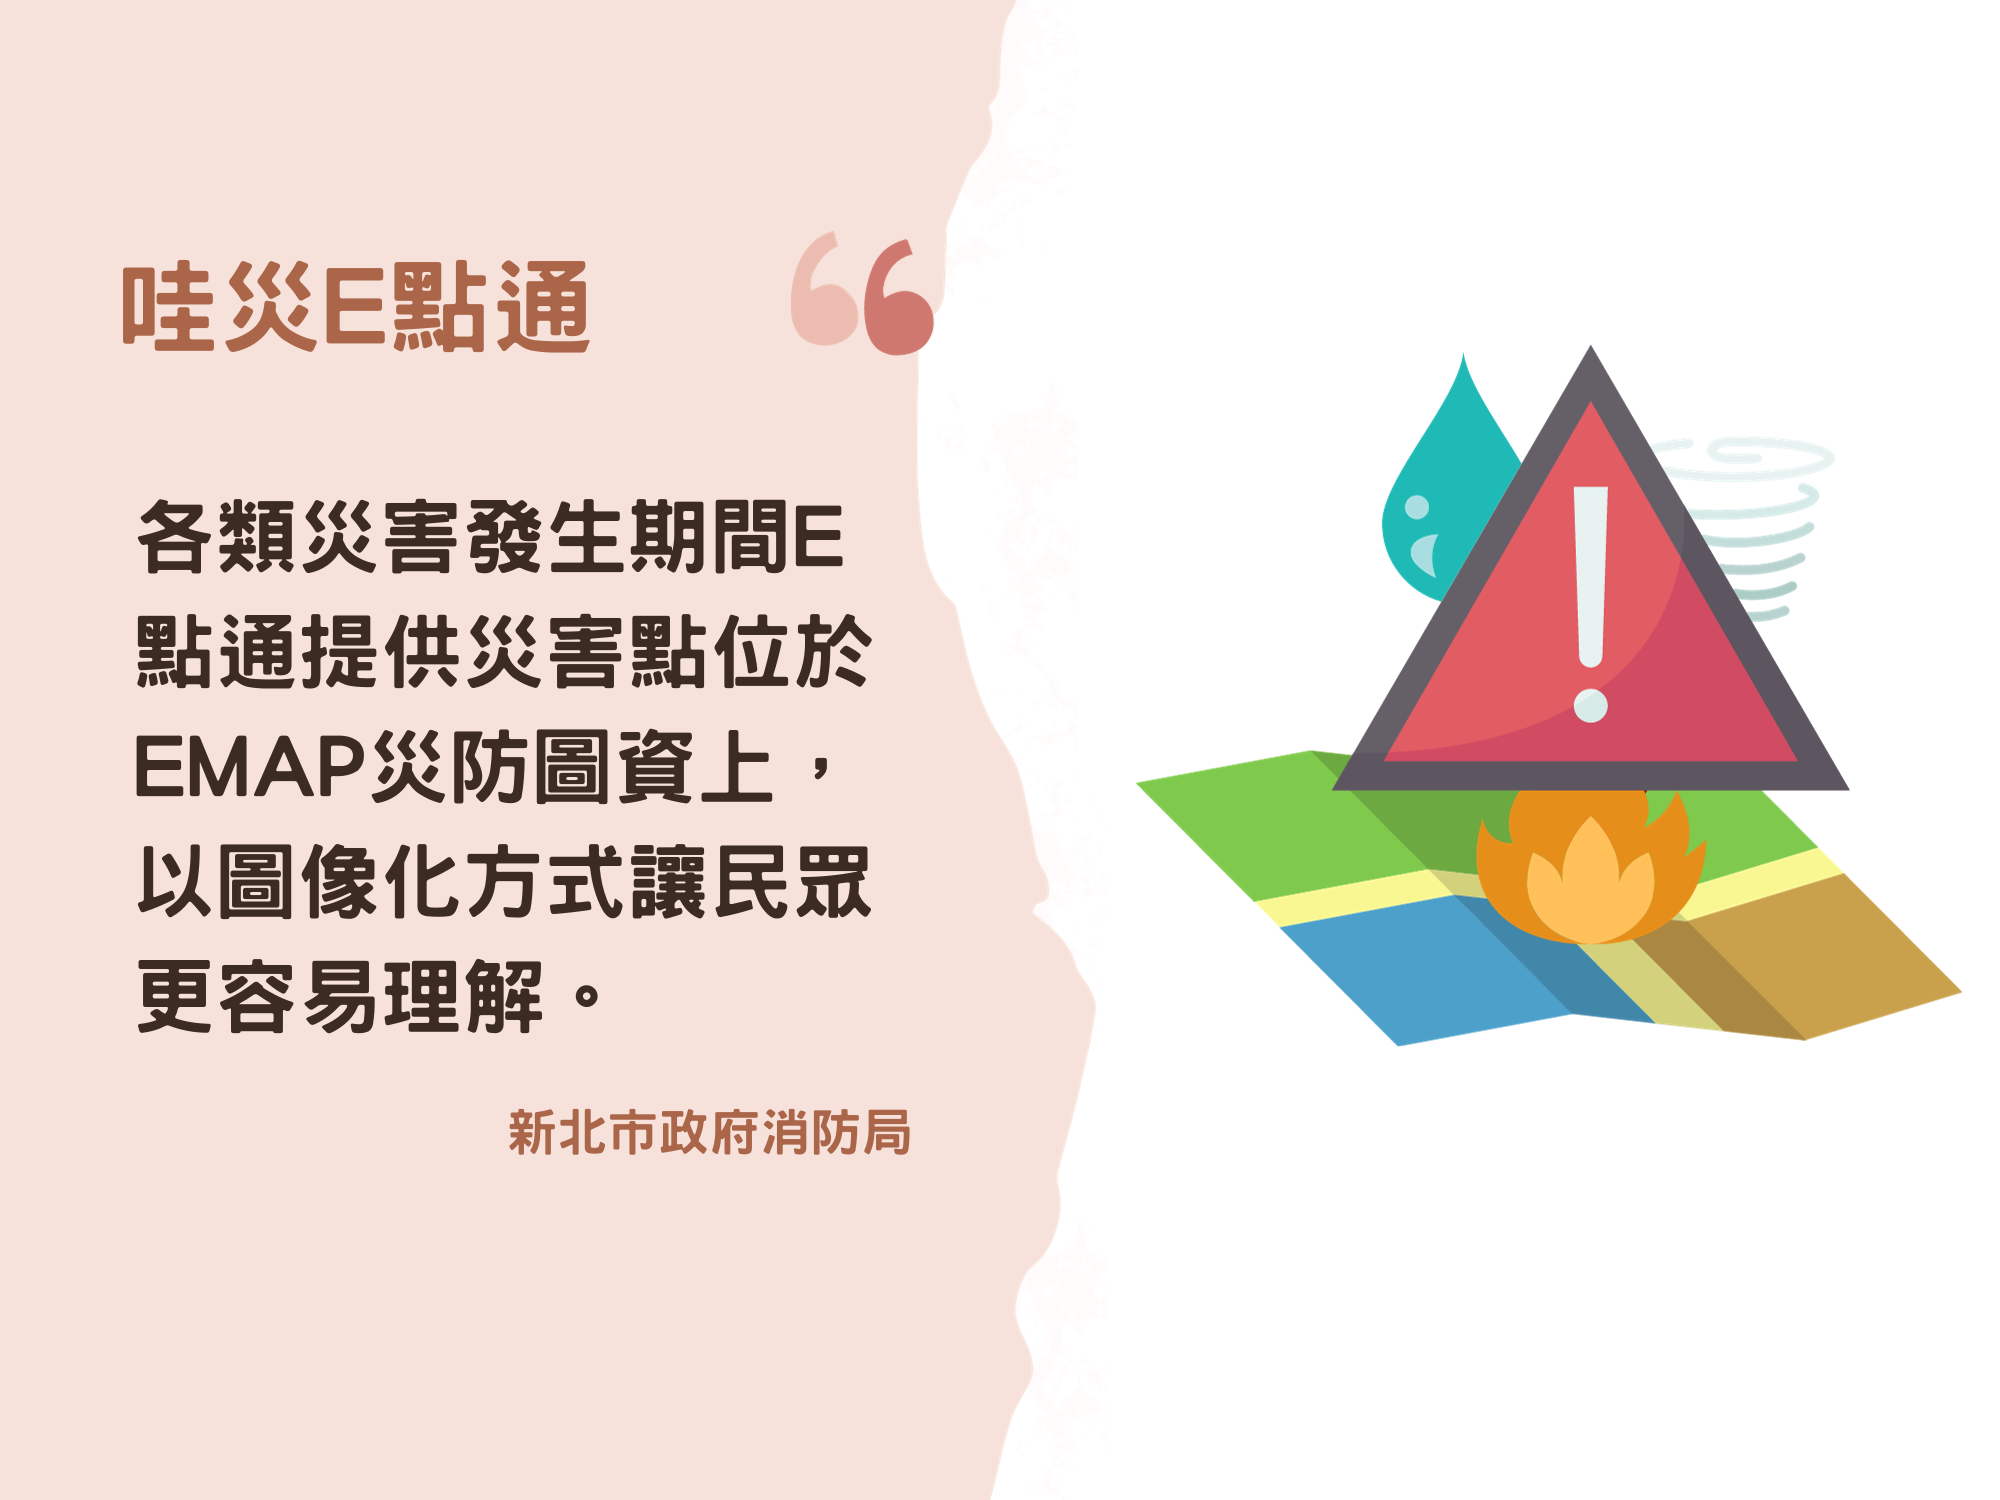 哇災E點通
各類災害發生期間E
點通提供災害點位於
EMAP災防圖資上，
以圖像化方式讓民眾
更容易理解。
新北市政府消防局